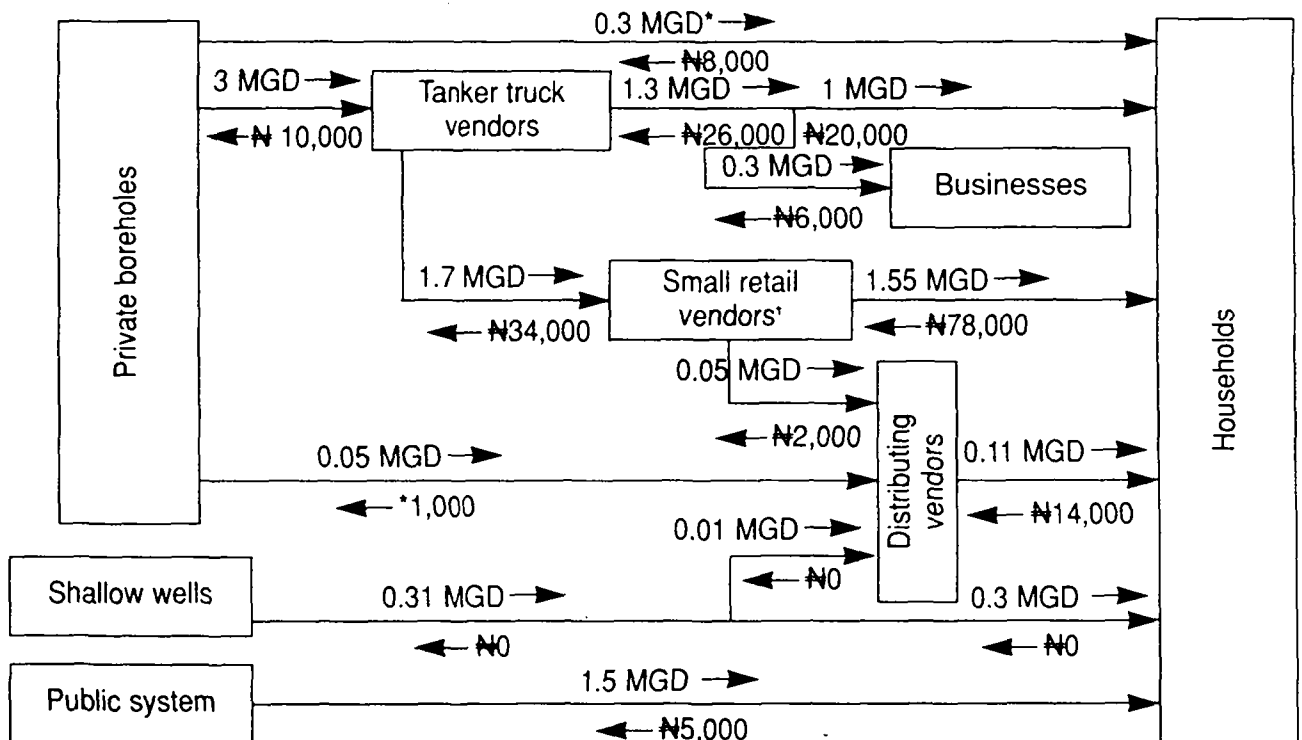 0.3 MGD*
₦8,000
Private boreholes
3 MGD
₦ 10,000
Tanker truck
vendors
1.3 MGD
₦26,000
1 MGD
₦20,000
0.3 MGD
₦6,000
Businesses
1.7 MGD
₦34,000
Small retail
vendors†
1.55 MGD
₦78,000
0.05 MGD
₦2,000
Distributing
vendors
0.05 MGD
*1,000
0.11 MGD
₦14,000
0.01 MGD
₦0
Shallow wells
0.31 MGD
₦0
0.3 MGD
₦0
Public system
1.5 MGD
₦5,000
Households